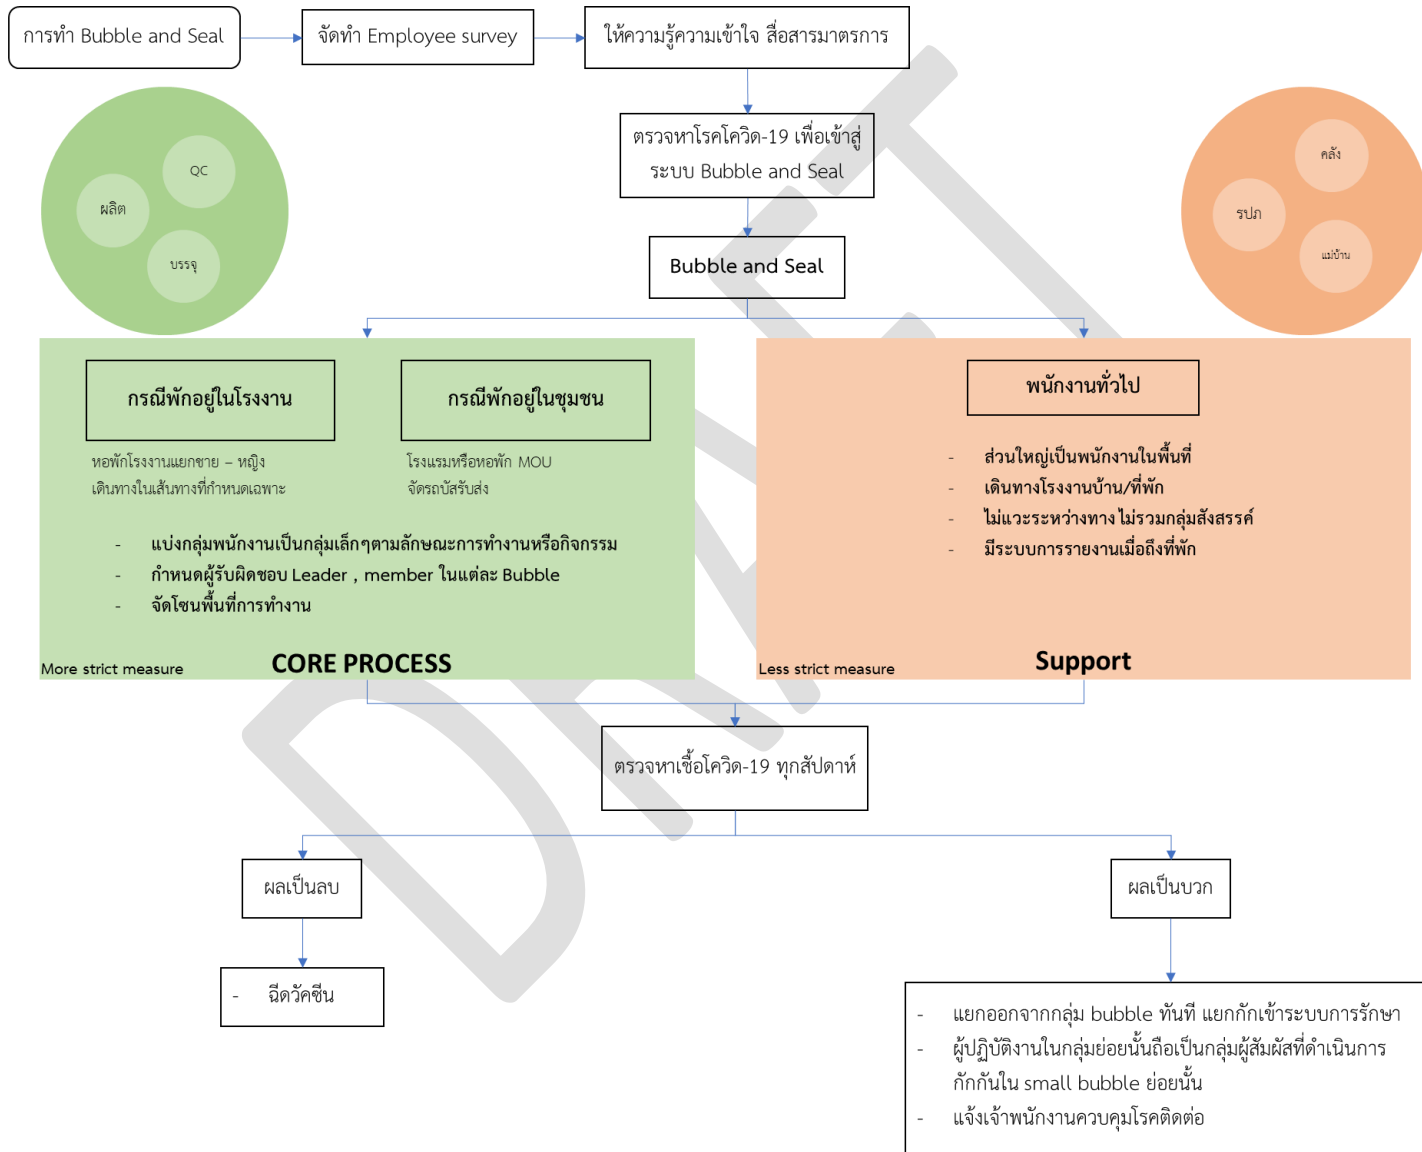 การทำ Bubble and Seal
จัดทำ Employee survey
ให้ความรู้ความเข้าใจ สื่อสารมาตรการ
ตรวจหาโรคโควิด-19 เพื่อเข้าสู่
ระบบ Bubble and Seal
QC
ผลิต
บรรจุ
คลัง
รปภ
แม่บ้าน
Bubble and Seal
กรณีพักอยู่ในโรงงาน
หอพักโรงงานแยกชาย – หญิง
เดินทางในเส้นทางที่กำหนดเฉพาะ
กรณีพักอยู่ในชุมชน
โรงแรมหรือหอพัก MOU
จัดรถบัสรับส่ง
- แบ่งกลุ่มพนักงานเป็นกลุ่มเล็กๆตามลักษณะการทำงานหรือกิจกรรม
- กำหนดผู้รับผิดชอบ Leader , member ในแต่ละ Bubble
- จัดโซนพื้นที่การทำงาน
More strict measure
CORE PROCESS
พนักงานทั่วไป
- ส่วนใหญ่เป็นพนักงานในพื้นที่
- เดินทางโรงงานบ้าน/ที่พัก
- ไม่แวะระหว่างทาง ไม่รวมกลุ่มสังสรรค์
- มีระบบการรายงานเมื่อถึงที่พัก
Less strict measure
Support
ตรวจหาเชื้อโควิด-19 ทุกสัปดาห์
ผลเป็นลบ
- ฉีดวัคซีน
ผลเป็นบวก
- แยกออกจากกลุ่ม bubble ทันที แยกกักเข้าระบบการรักษา
- ผู้ปฏิบัติงานในกลุ่มย่อยนั้นถือเป็นกลุ่มผู้สัมผัสที่ดำเนินการ
กักกันใน small bubble ย่อยนั้น
- แจ้งเจ้าพนักงานควบคุมโรคติดต่อ
DRAFT